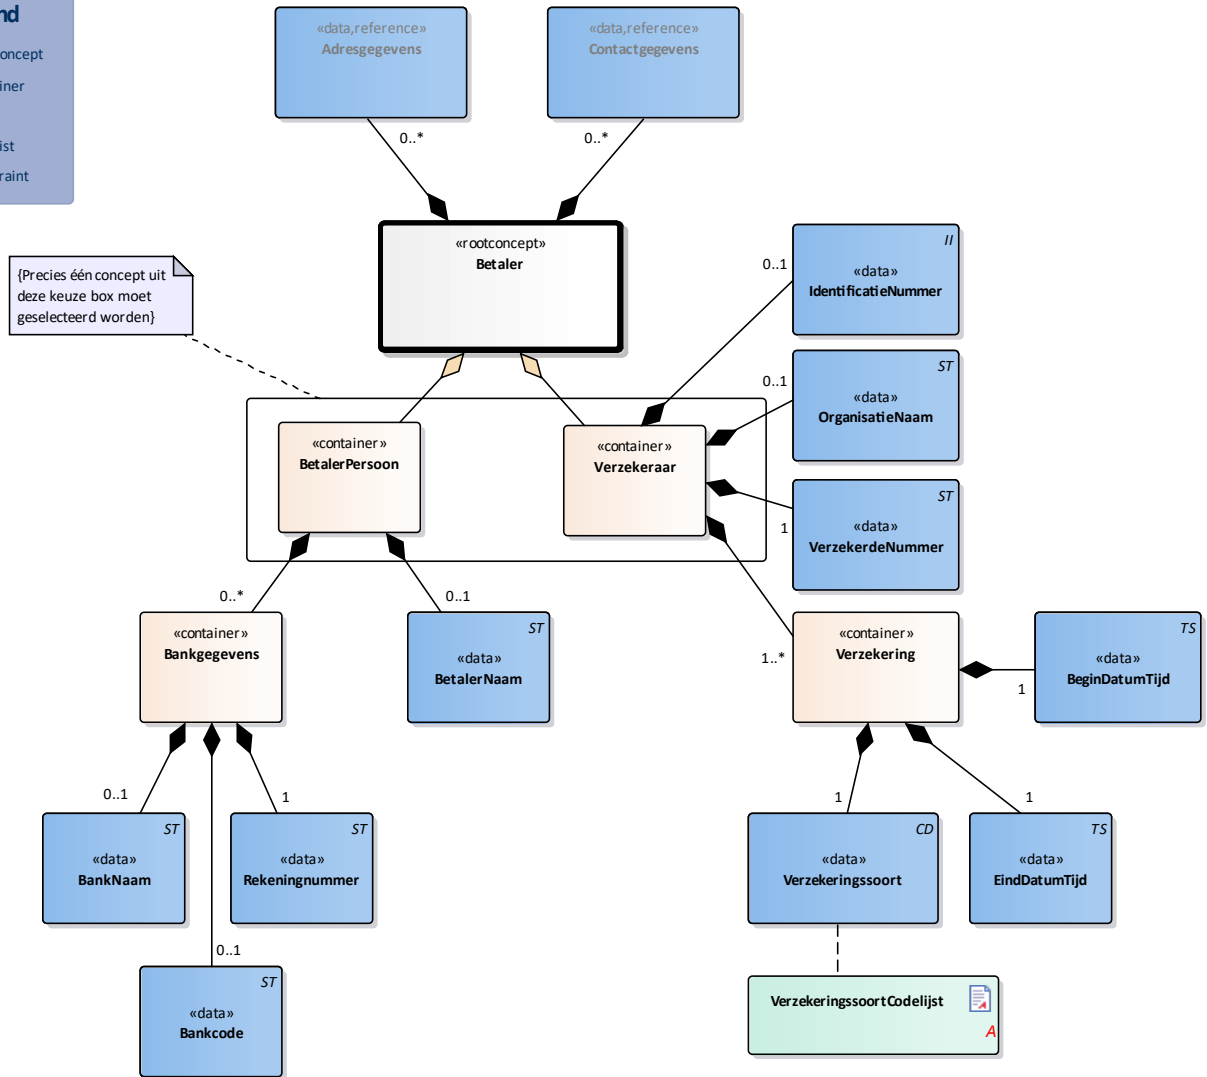 nd
oncept
iner
ist
raint
«data,reference»
Adresgegevens
«data,reference»
Contactgegevens
0..*
0..*
«rootconcept»
Betaler
{Precies één concept uit
deze keuze box moet
geselecteerd worden}
II
«data»
IdentificatieNummer
0..1
ST
«data»
OrganisatieNaam
0..1
«container»
BetalerPersoon
«container»
Verzekeraar
ST
«data»
VerzekerdeNummer
1
0..*
0..1
1..*
«container»
Bankgegevens
ST
«data»
BetalerNaam
«container»
Verzekering
TS
«data»
BeginDatumTijd
1
0..1
1
1
1
ST
«data»
BankNaam
ST
«data»
Rekeningnummer
CD
«data»
Verzekeringssoort
TS
«data»
EindDatumTijd
0..1
ST
«data»
Bankcode
VerzekeringssoortCodelijst
A